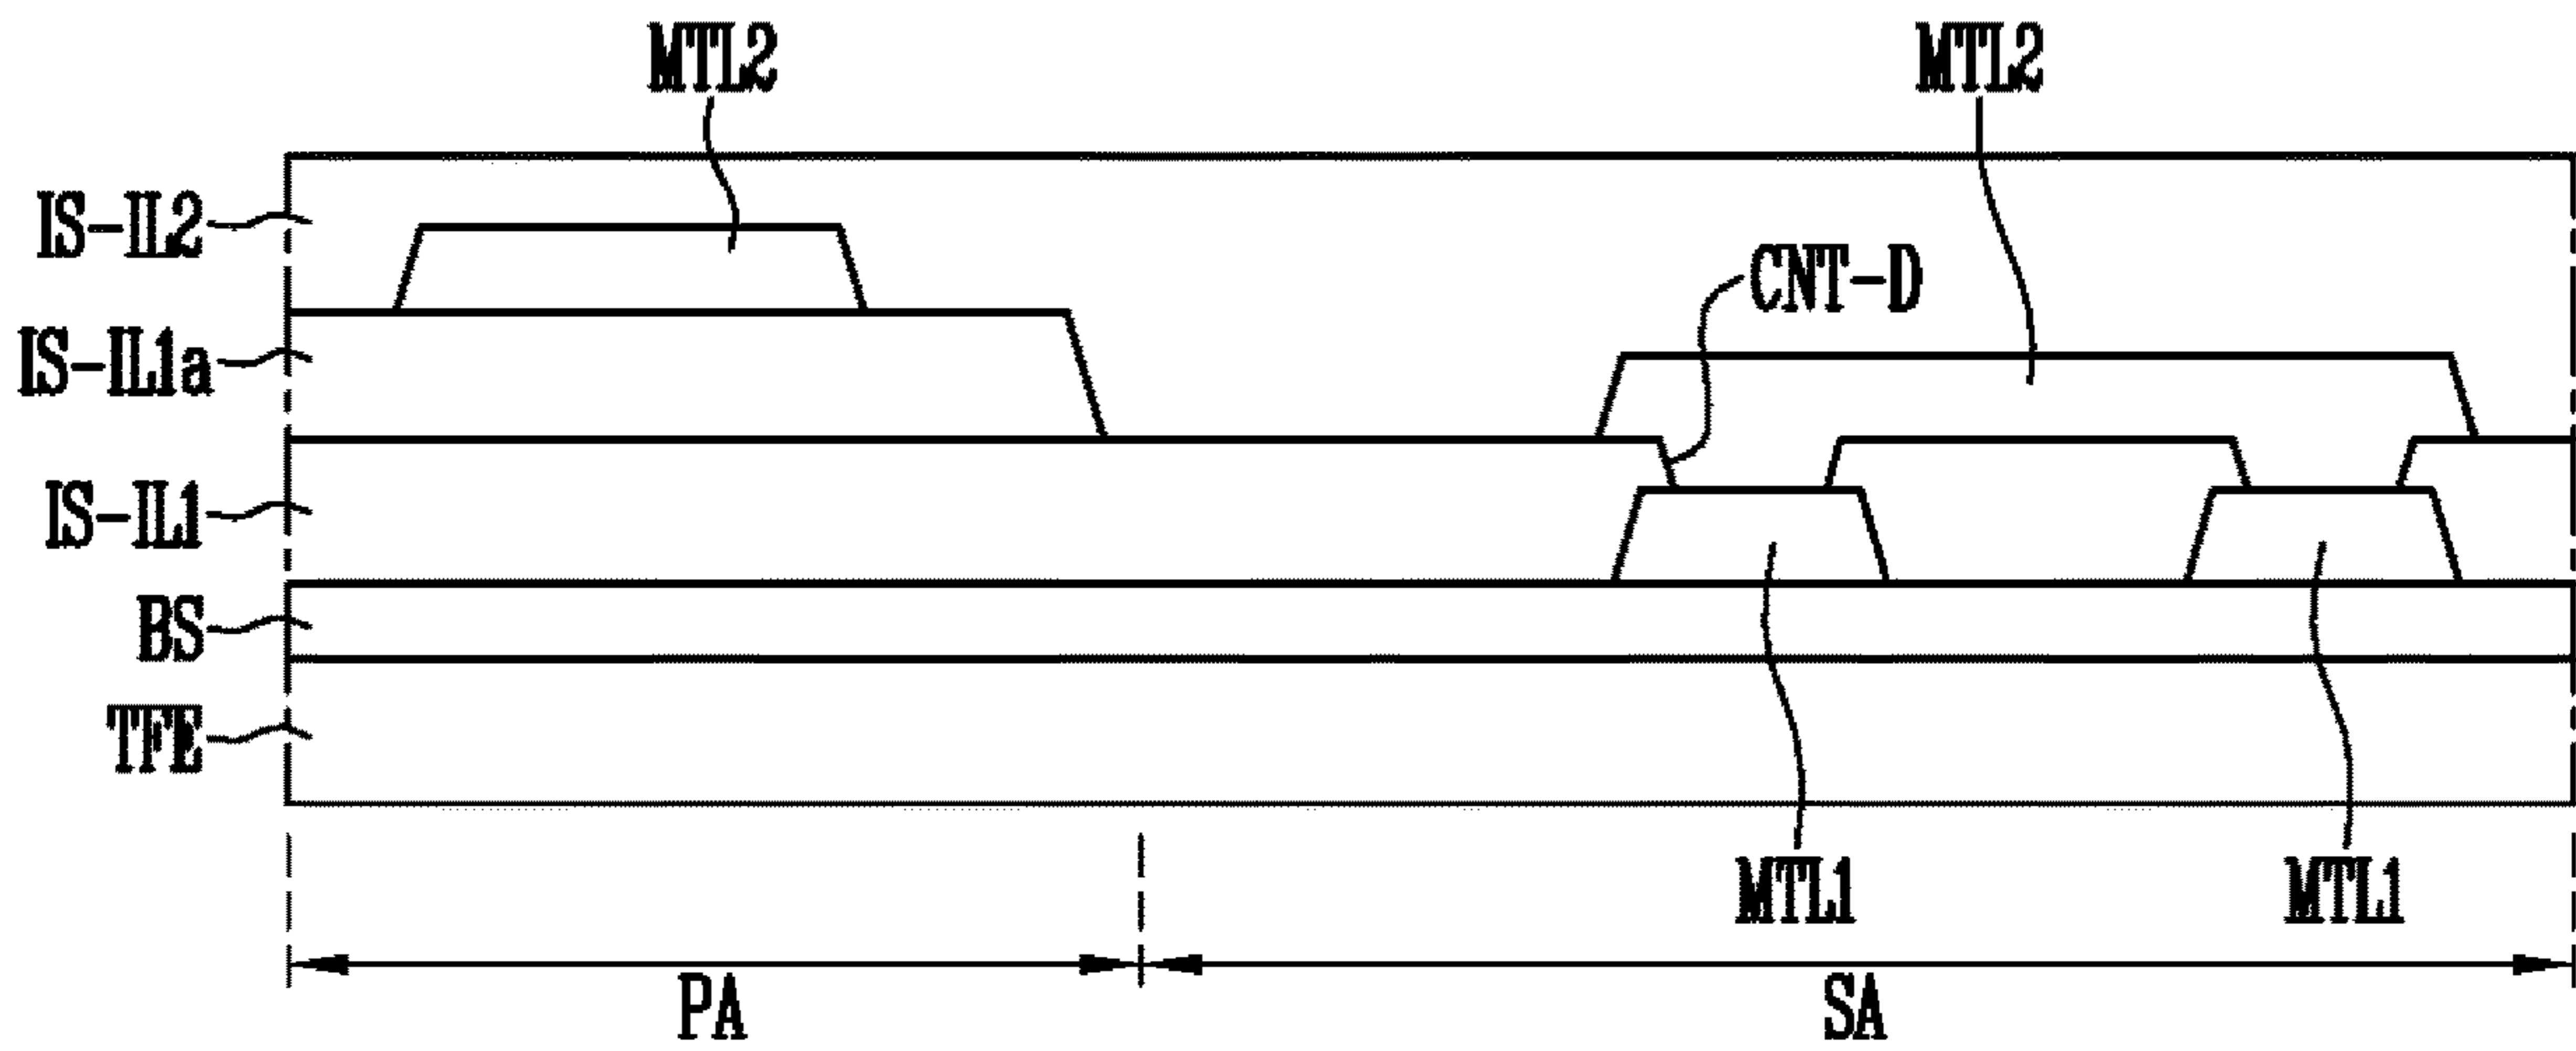 MTL2 MTL2
IS-IL2
CNT-D
IS-IL1a
IS-IL1
BS
TFE
MTL1 MTL1
PA SA